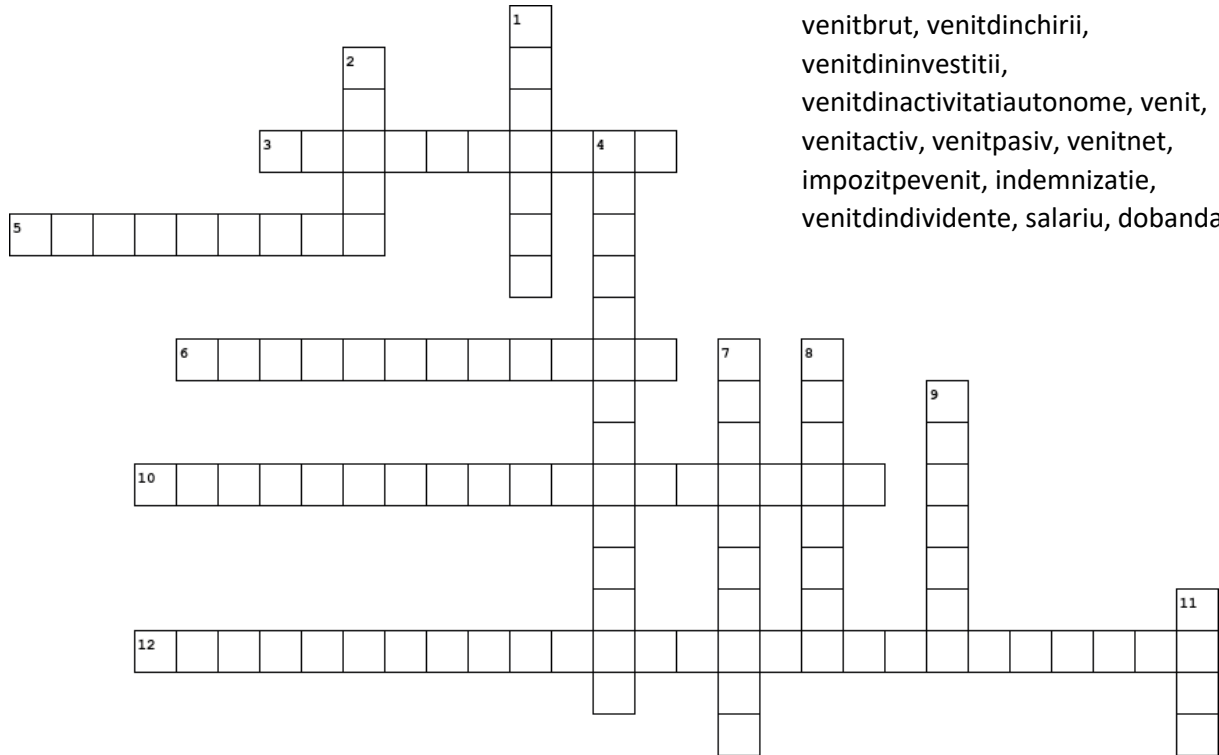 1
venitbrut, venitdinchirii,
2
venitdininvestitii,
venitdinactivitatiautonome, venit,
3 4
venitactiv, venitpasiv, venitnet,
impozitpevenit, indemnizatie,
5
venitdindividente, salariu, dobanda
6 7 8
9
10
11
12